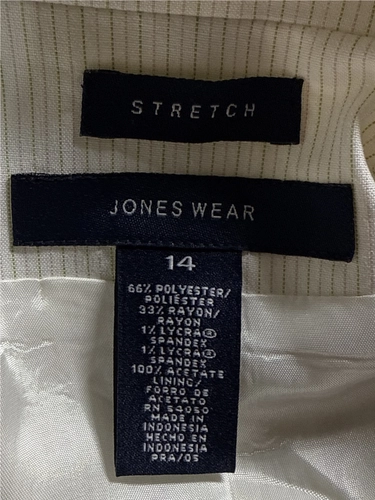 STRETCH
JONES WEAR
14
66% POLYESTER/
POLIÉSTER
33% RAYON/
RAYON
1% LYCRA®
SPANDEX
1% LYCRA®
SPANDEX
100% ACETATE
LINING/
FORRO DE
ACETATO
RN 54050
MADE IN
INDONESIA
HECHO EN
INDONESIA
PRA/05